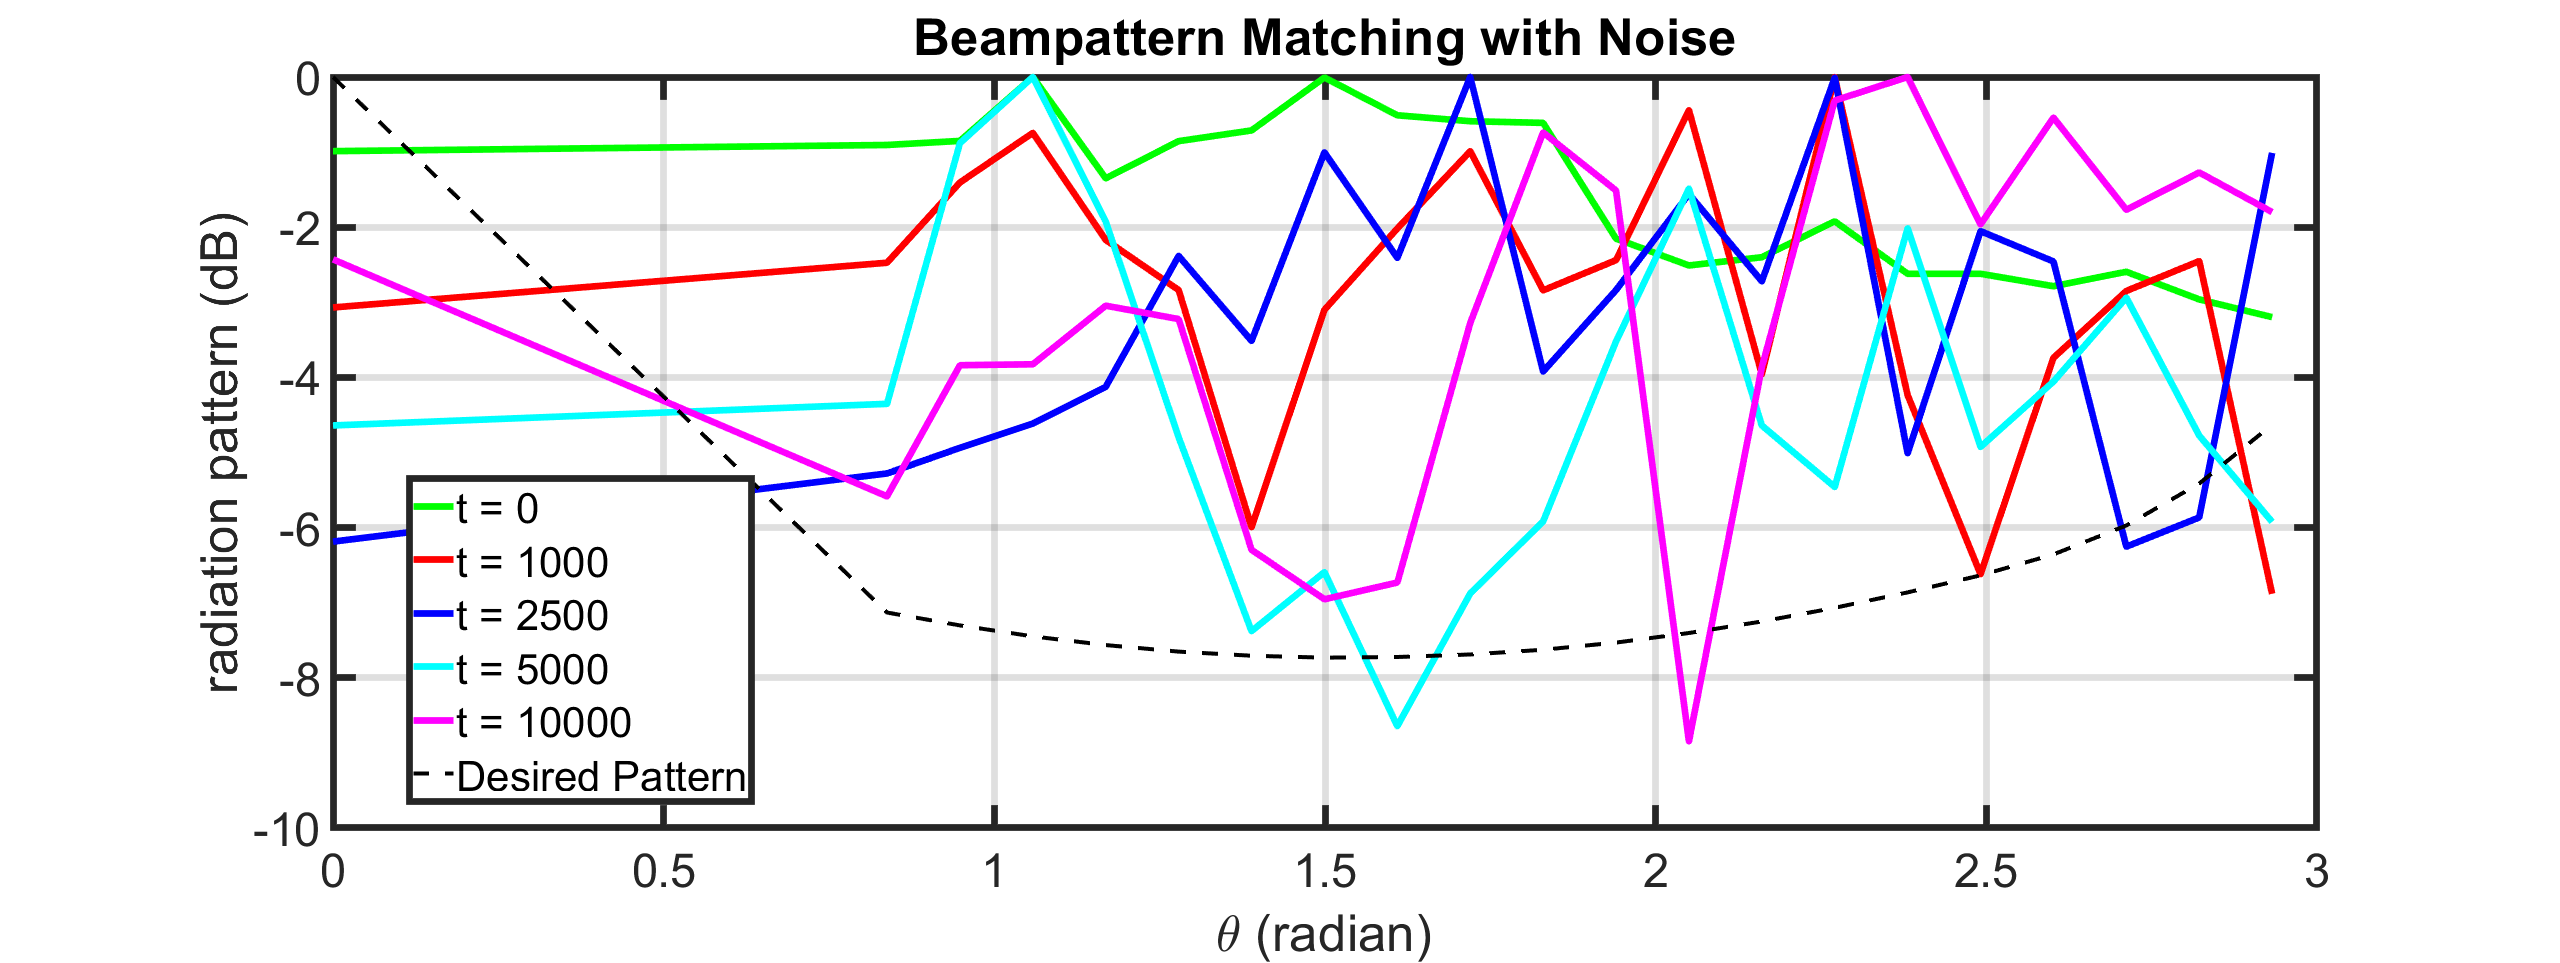 Beampattern Matching with Noise
radiation pattern (dB)
0
-2
-4
-6
-8
-10
t = 0
t = 1000
t = 2500
t = 5000
t = 10000
Desired Pattern
0 0.5 1 1.5 2 2.5 3
θ (radian)